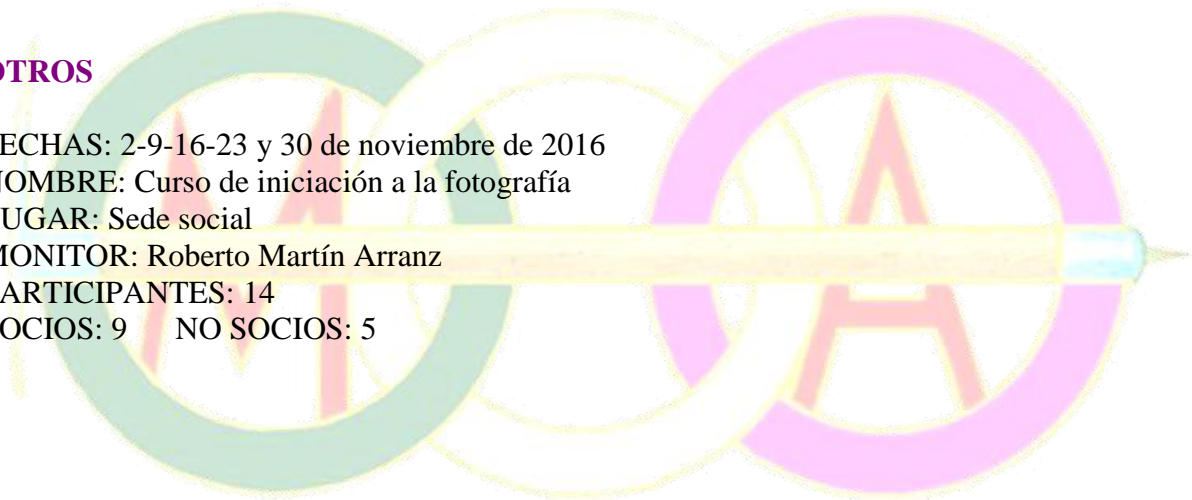 OTROS
ECHAS: 2-9-16-23 y 30 de noviembre de 2016
NOMBRE: Curso de iniciación a la fotografía
UGAR: Sede social
MONITOR: Roberto Martín Arranz
ARTICIPANTES: 14
OCIOS: 9 NO SOCIOS: 5
M A